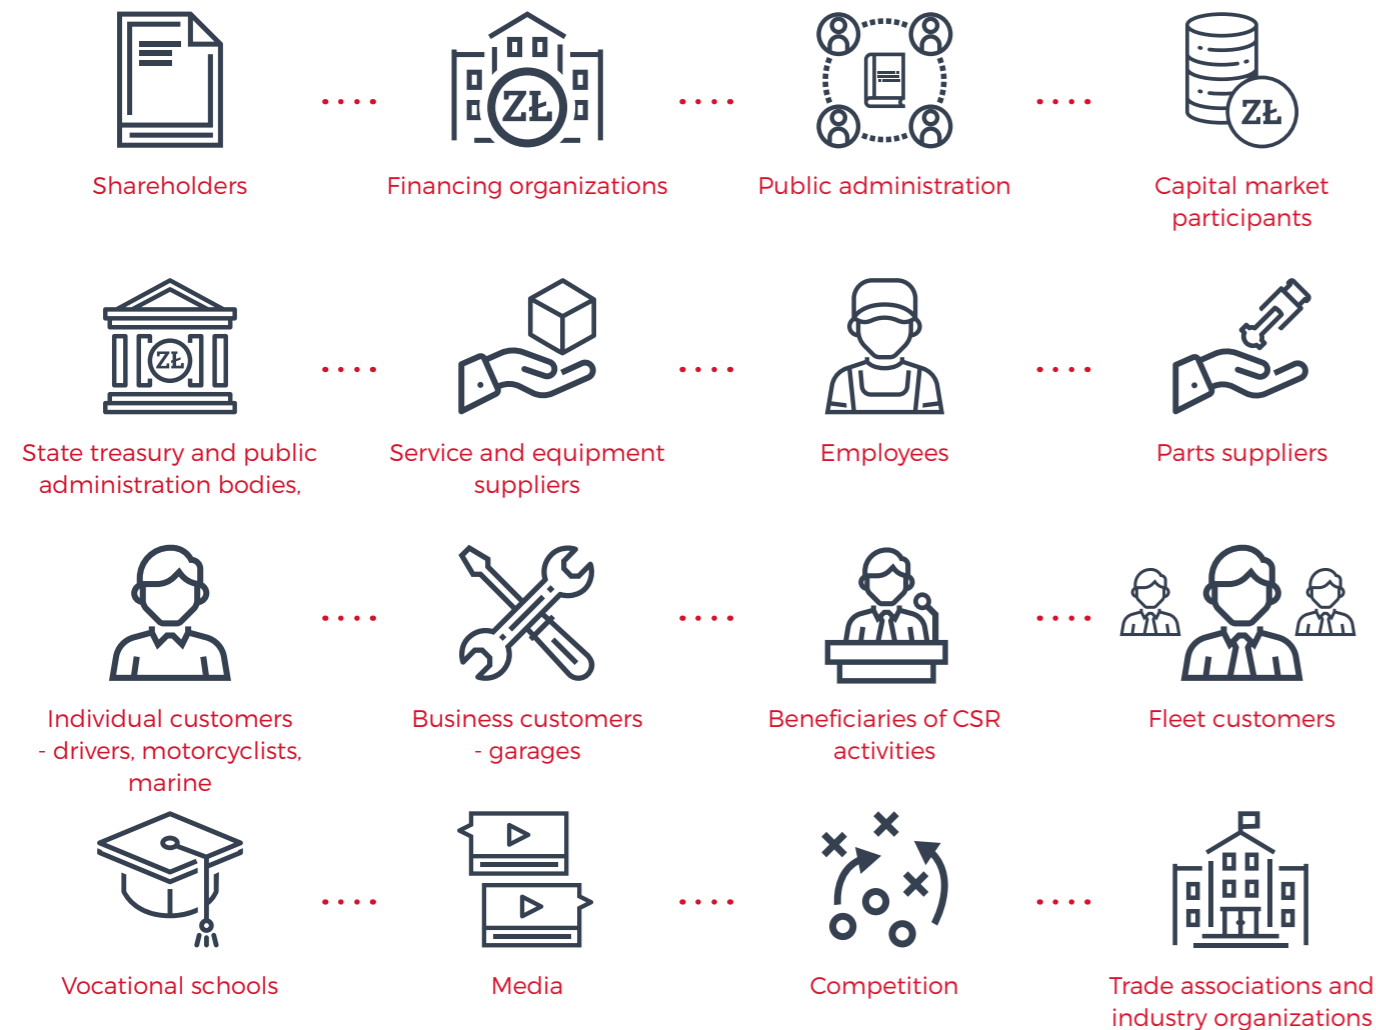 ZŁ
ZŁ
Shareholders
Financing organizations
Public administration
Capital market
participants
ZŁ
State treasury and public
administration bodies,
Service and equipment
suppliers
Employees
Parts suppliers
Individual customers
- drivers, motorcyclists,
marine
Business customers
- garages
Beneficiaries of CSR
activities
Fleet customers
Vocational schools
Media
Competition
Trade associations and
industry organizations